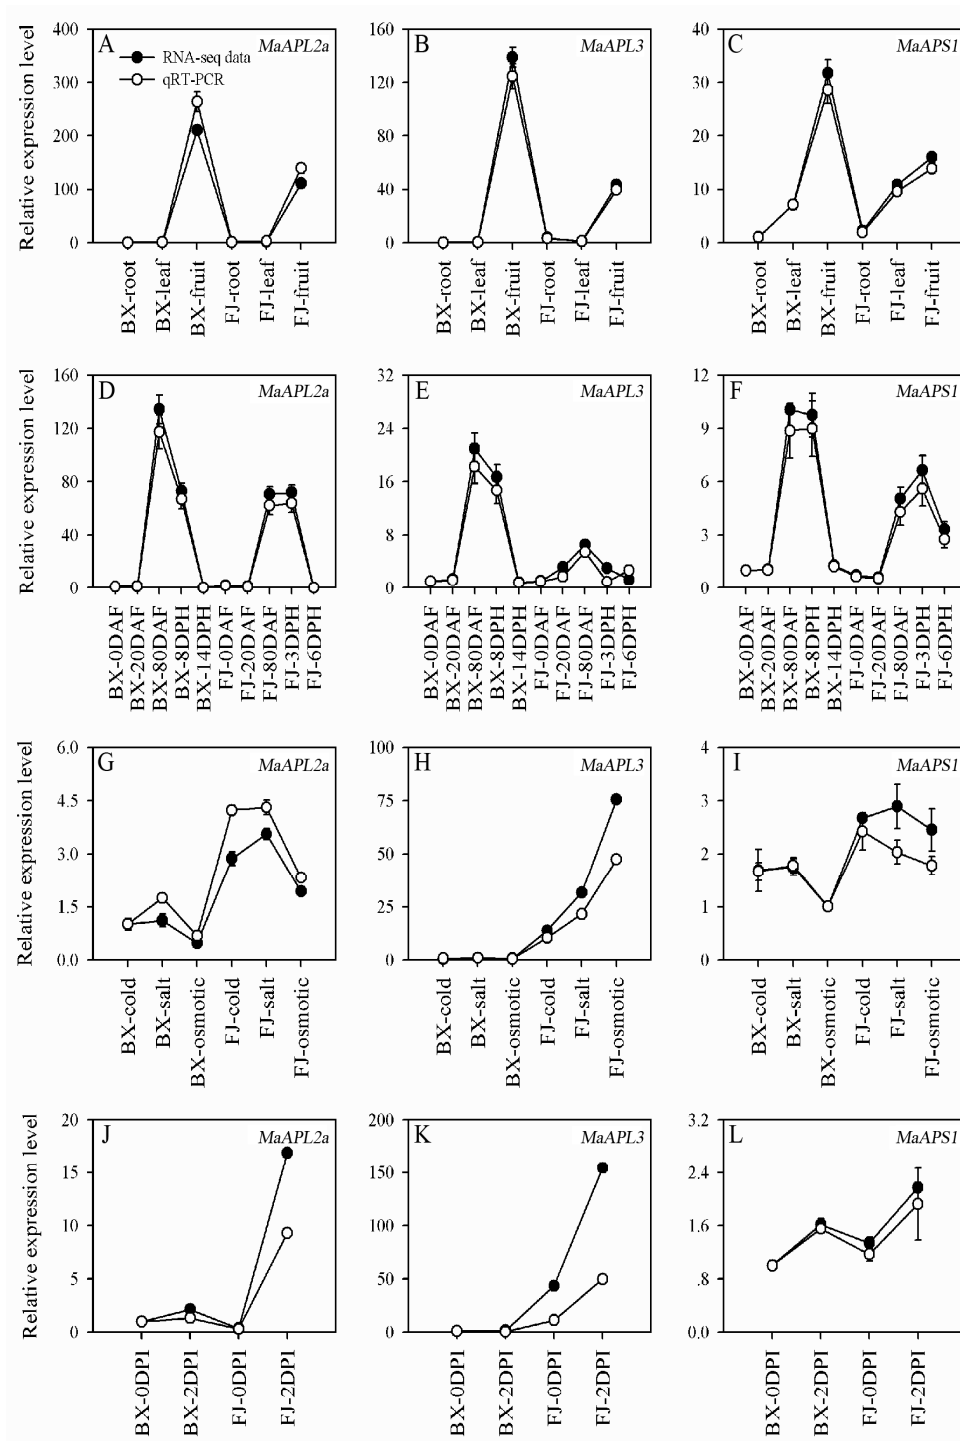 A
MaAPL2a
RNA-seq data
qRT-PCR
Relative expression level
400
300
200
100
0
BX-root
BX-leaf
BX-fruit
FJ-root
FJ-leaf
FJ-fruit
B
MaAPL3
160
120
80
40
0
BX-root
BX-leaf
BX-fruit
FJ-root
FJ-leaf
FJ-fruit
C
MaAPS1
40
30
20
10
0
BX-root
BX-leaf
BX-fruit
FJ-root
FJ-leaf
FJ-fruit
D
MaAPL2a
Relative expression level
160
120
80
40
0
BX-0DAF
BX-20DAF
BX-80DAF
BX-8DPH
BX-14DPH
FJ-0DAF
FJ-20DAF
FJ-80DAF
FJ-3DPH
FJ-6DPH
E
MaAPL3
32
24
16
8
0
BX-0DAF
BX-20DAF
BX-80DAF
BX-8DPH
BX-14DPH
FJ-0DAF
FJ-20DAF
FJ-80DAF
FJ-3DPH
FJ-6DPH
F
MaAPS1
12
9
6
3
0
BX-0DAF
BX-20DAF
BX-80DAF
BX-8DPH
BX-14DPH
FJ-0DAF
FJ-20DAF
FJ-80DAF
FJ-3DPH
FJ-6DPH
G
MaAPL2a
Relative expression level
6.0
4.5
3.0
1.5
0.0
BX-cold
BX-salt
BX-osmotic
FJ-cold
FJ-salt
FJ-osmotic
H
MaAPL3
100
75
50
25
0
BX-cold
BX-salt
BX-osmotic
FJ-cold
FJ-salt
FJ-osmotic
I
MaAPS1
4
3
2
1
0
BX-cold
BX-salt
BX-osmotic
FJ-cold
FJ-salt
FJ-osmotic
J
MaAPL2a
Relative expression level
20
15
10
5
0
BX-0DPI
BX-2DPI
FJ-0DPI
FJ-2DPI
K
MaAPL3
200
150
100
50
0
BX-0DPI
BX-2DPI
FJ-0DPI
FJ-2DPI
L
MaAPS1
3.2
2.4
1.6
.8
0.0
BX-0DPI
BX-2DPI
FJ-0DPI
FJ-2DPI